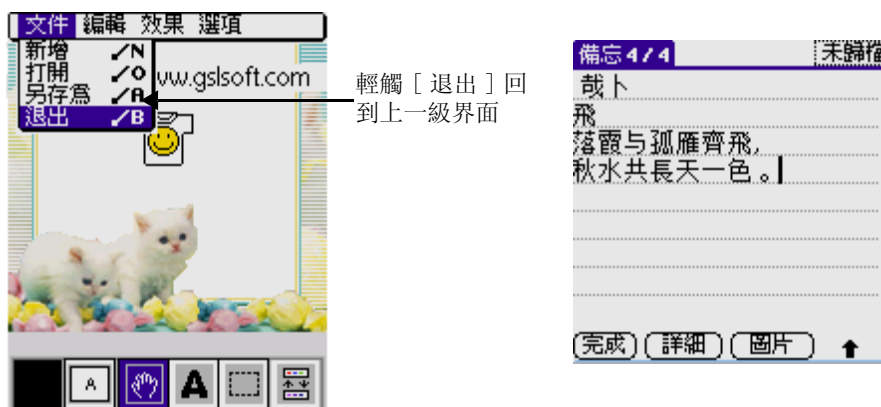 文件 編輯 效果 選項
新增 ✓N
打開 ✓O
另存爲 ✓A
退出 ✓B
vw.gslsoft.com
輕觸［退出］回
到上一級界面
A
A
備忘 4 / 4
未歸檔
哉卜
飛
落霞与孤雁齊飛,
秋水共長天一色。
完成 詳細 圖片